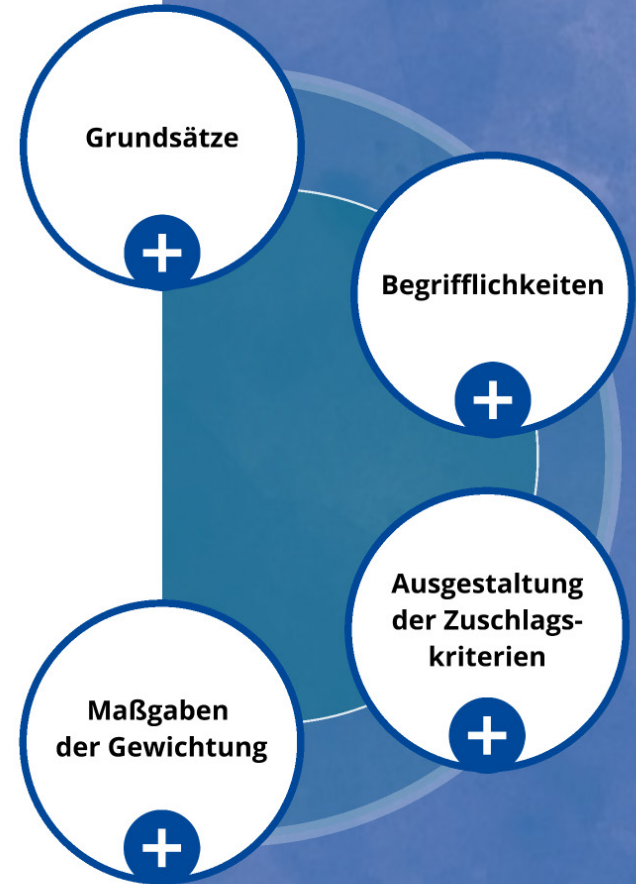 Grundsätze
Begrifflichkeiten
Ausgestaltung
der Zuschlags-
kriterien
Maßgaben
der Gewichtung